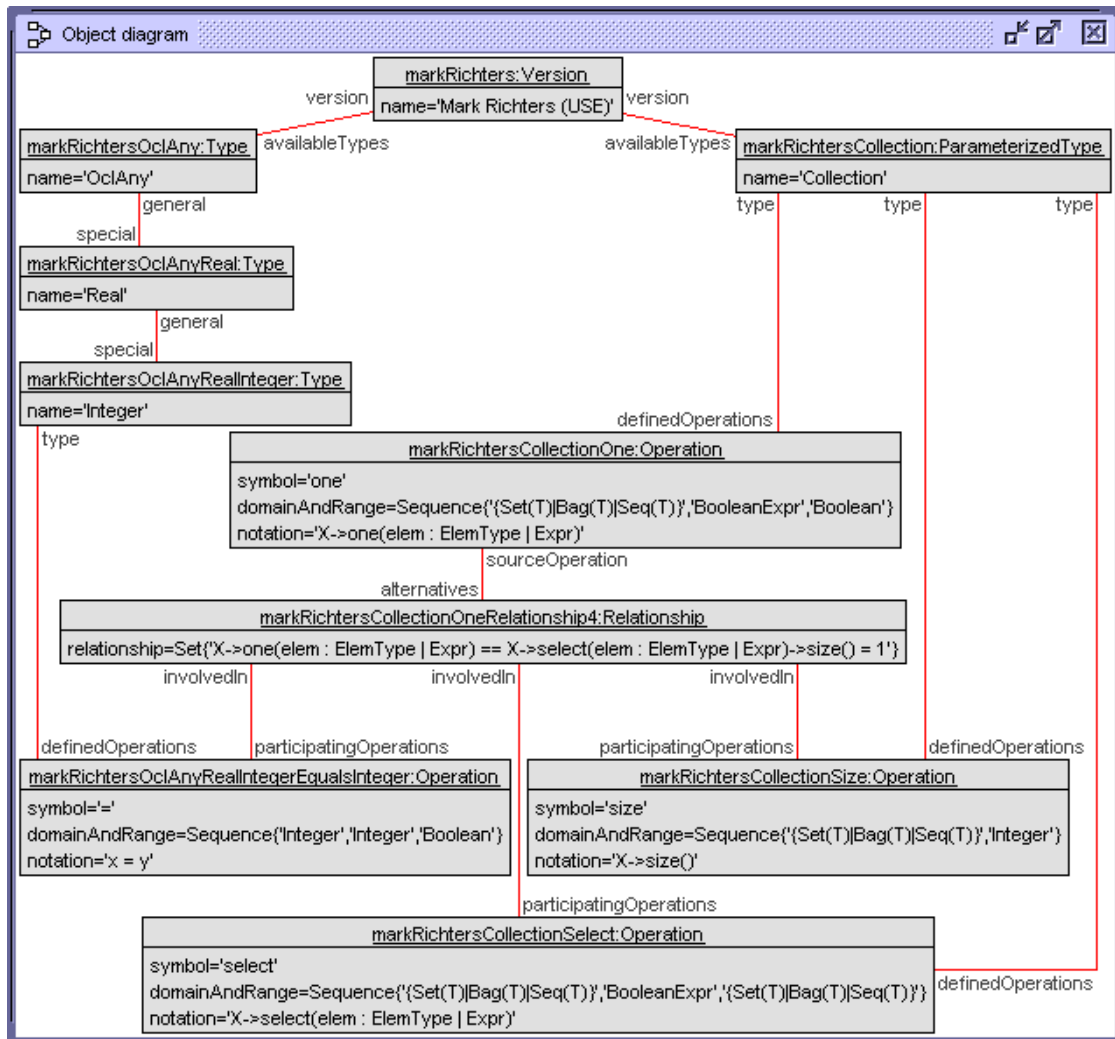 Object diagram
markRichters:Version
version
name='Mark Richters (USE)'
version
markRichtersOclAny:Type
availableTypes
availableTypes
markRichtersCollection:ParameterizedType
name='OclAny'
name='Collection'
general
type
type
type
special
markRichtersOclAnyReal:Type
name='Real'
general
special
markRichtersOclAnyRealInteger:Type
name='Integer'
type
definedOperations
markRichtersCollectionOne:Operation
symbol='one'
domainAndRange=Sequence{'{Set(T)|Bag(T)|Seq(T)}','BooleanExpr','Boolean'}
notation='X->one(elem : ElemType | Expr)'
sourceOperation
alternatives
markRichtersCollectionOneRelationship4:Relationship
relationship=Set{'X->one(elem : ElemType | Expr) == X->select(elem : ElemType | Expr)->size() = 1'}
involvedIn
involvedIn
involvedIn
definedOperations
participatingOperations
participatingOperations
definedOperations
markRichtersOclAnyRealIntegerEqualsInteger:Operation
symbol='='
domainAndRange=Sequence{'Integer','Integer','Boolean'}
notation='x = y'
markRichtersCollectionSize:Operation
symbol='size'
domainAndRange=Sequence{'{Set(T)|Bag(T)|Seq(T)}','Integer'}
notation='X->size()'
participatingOperations
markRichtersCollectionSelect:Operation
symbol='select'
domainAndRange=Sequence{'{Set(T)|Bag(T)|Seq(T)}','BooleanExpr','{Set(T)|Bag(T)|Seq(T)}'}
notation='X->select(elem : ElemType | Expr)'
definedOperations